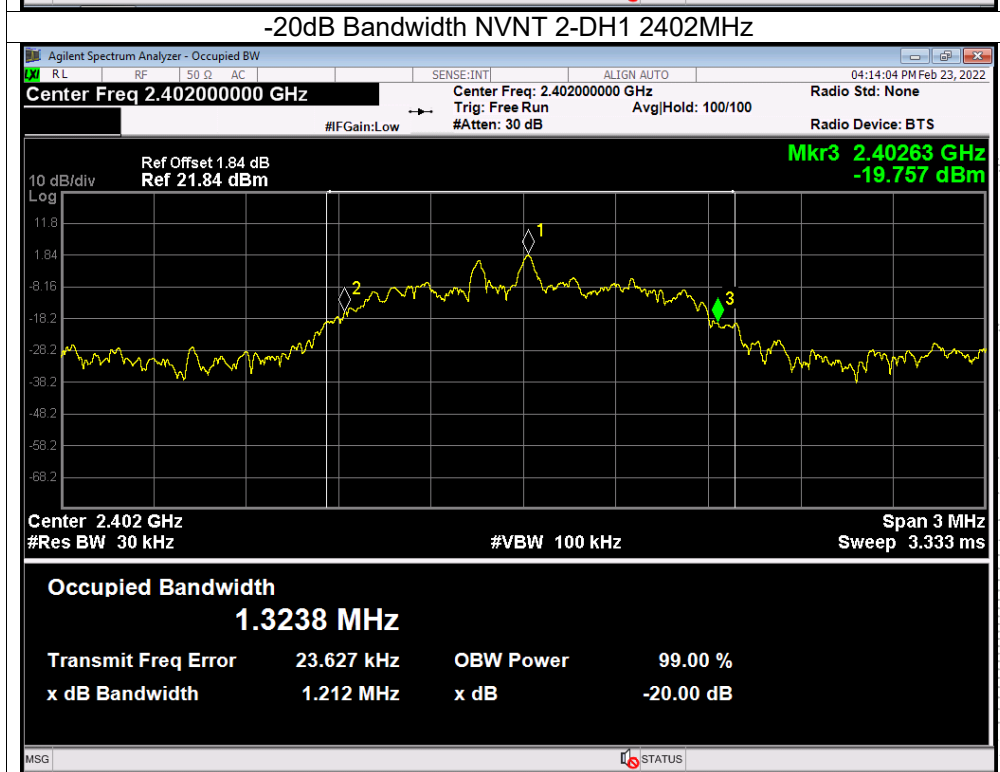 -20dB Bandwidth NVNT 2-DH1 2402MHz
Agilent Spectrum Analyzer - Occupied BW
LXI RL RF 50 Ω AC SENSE:INT ALIGN AUTO 04:14:04 PM Feb 23, 2022
Center Freq 2.402000000 GHz Center Freq: 2.402000000 GHz Radio Std: None
Trig: Free Run Avg|Hold: 100/100
#IFGain:Low #Atten: 30 dB Radio Device: BTS
Mkr3 2.40263 GHz
-19.757 dBm
Ref Offset 1.84 dB
10 dB/div Ref 21.84 dBm
Log
11.8
1
1.84
-8.16
2
3
-18.2
-28.2
-38.2
-48.2
-58.2
-68.2
Center 2.402 GHz Span 3 MHz
#Res BW 30 kHz #VBW 100 kHz Sweep 3.333 ms
Occupied Bandwidth
1.3238 MHz
Transmit Freq Error 23.627 kHz OBW Power 99.00 %
x dB Bandwidth 1.212 MHz x dB -20.00 dB
MSG STATUS